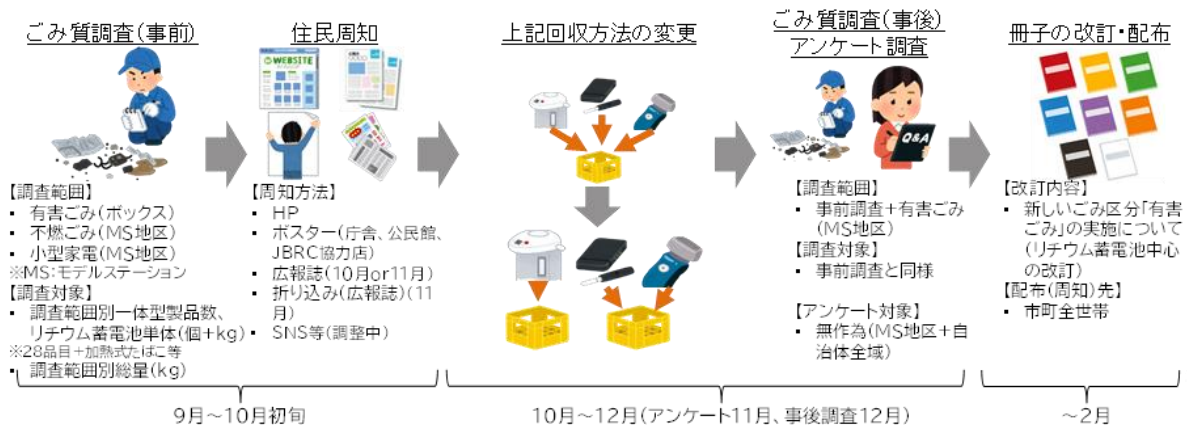 ごみ質調査(事前)
WEBSITE
【調査範囲】
▪ 有害ごみ(ボックス)
▪ 不燃ごみ(MS地区)
▪ 小型家電(MS地区)
※MS:モデルステーション
【調査対象】
▪ 調査範囲別一体型製品数、
リチウム蓄電池単体(個+kg)
※28品目+加熱式たばこ等
▪ 調査範囲別総量(kg)
住民周知
【周知方法】
▪ HP
▪ ポスター(庁舎、公民館、
JBRC協力店)
▪ 広報誌(10月or11月)
▪ 折り込み(広報誌)(11
月)
▪ SNS等(調整中)
9月~10月初旬
上記回収方法の変更
ごみ質調査(事後)
アンケート調査
Q&A
【調査範囲】
▪ 事前調査+有害ごみ
(MS地区)
【調査対象】
▪ 事前調査と同様
【アンケート対象】
▪ 無作為(MS地区+自
治体全域)
10月~12月(アンケート11月、事後調査12月)
冊子の改訂・配布
【改訂内容】
▪ 新しいごみ区分「有害
ごみ」の実施について
(リチウム蓄電池中心
の改訂)
【配布(周知)先】
▪ 市町全世帯
~2月